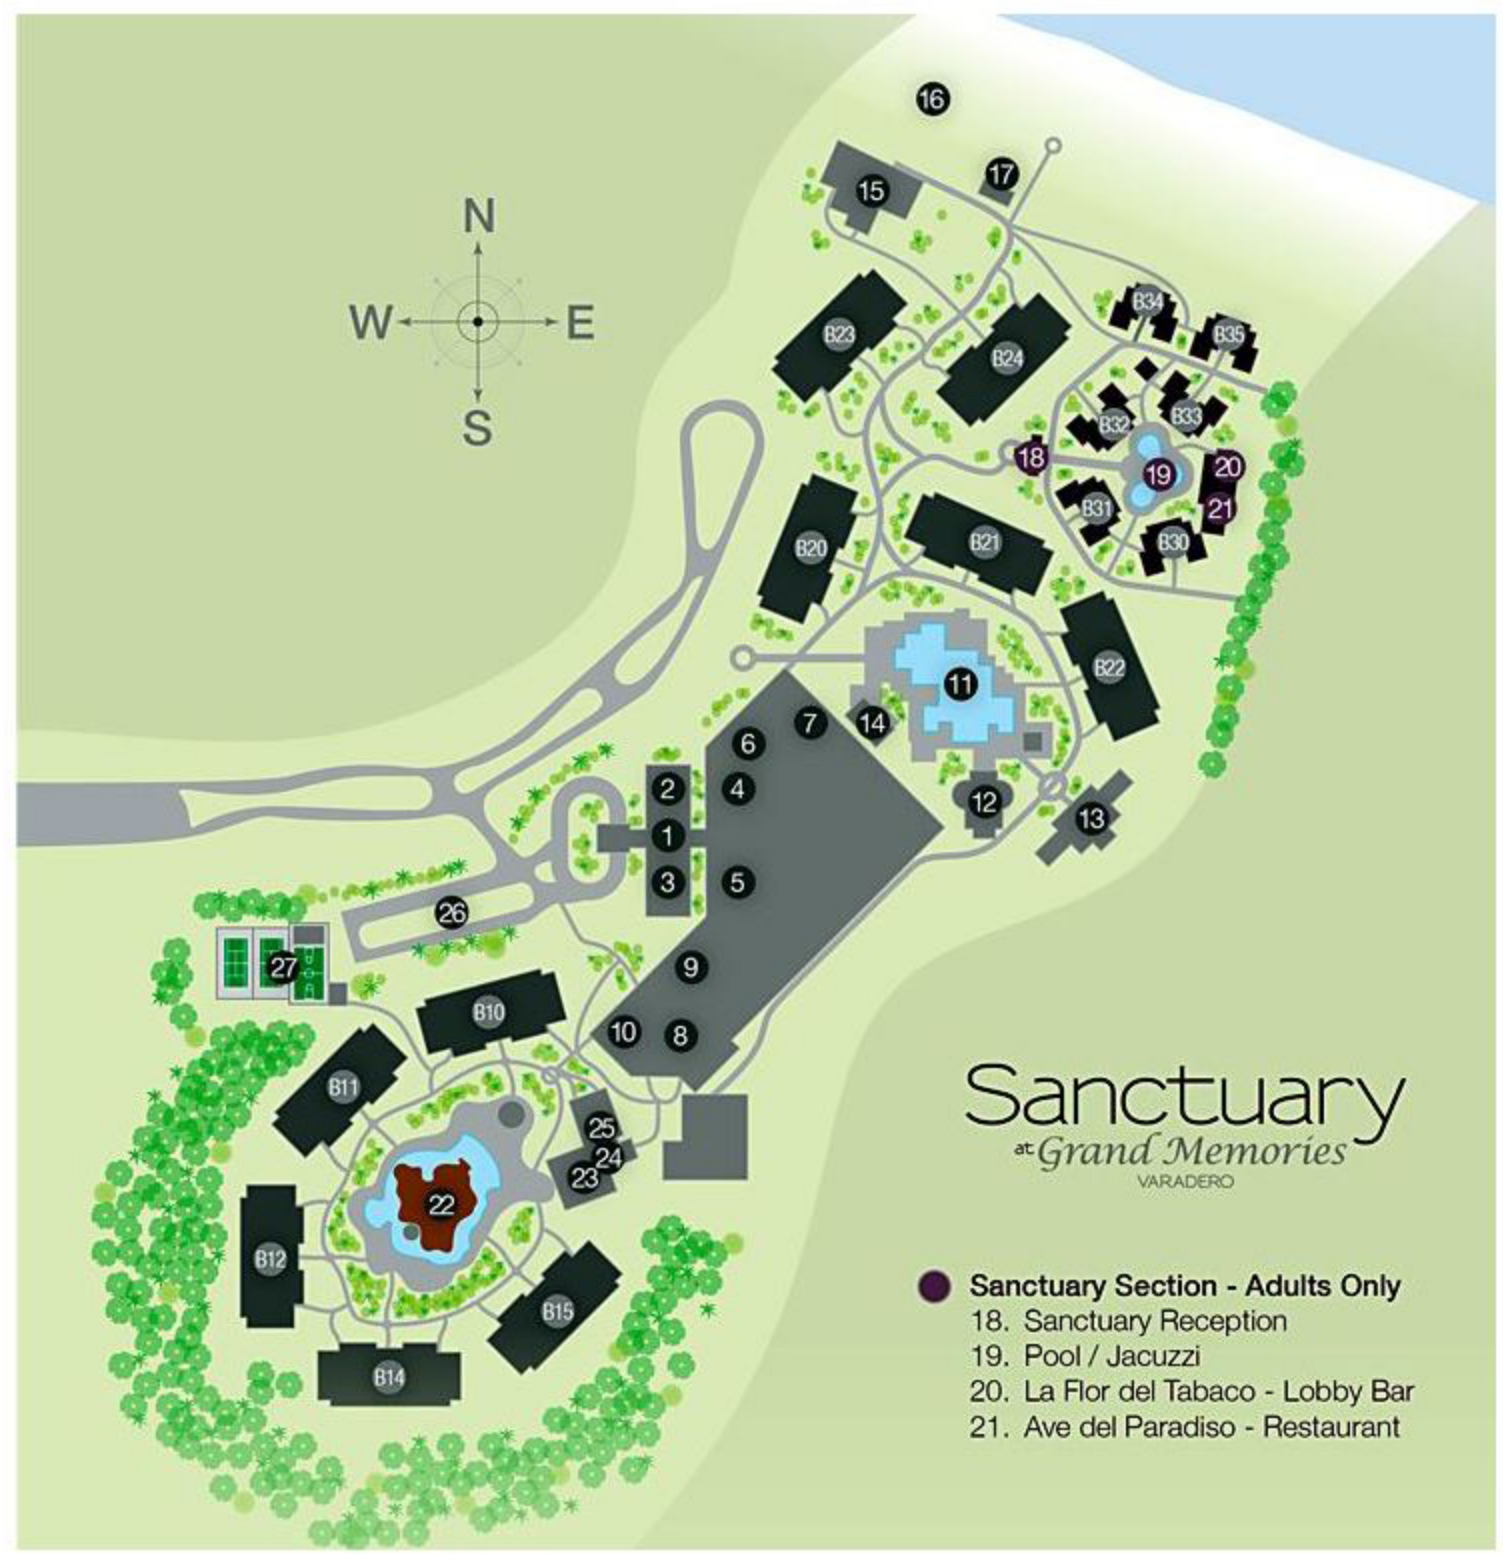 16
17
15
N
W E
S
B34
B23
B35
B24
B32
B33
18
20
19
B31
21
B20
B21
B30
B22
11
7
14
6
2
4
12
13
1
3
5
26
27
9
B10
10
8
B11
25
24
23
22
B12
B15
B14
Sanctuary
at Grand Memories
VARADERO
Sanctuary Section - Adults Only
18. Sanctuary Reception
19. Pool / Jacuzzi
20. La Flor del Tabaco - Lobby Bar
21. Ave del Paradiso - Restaurant